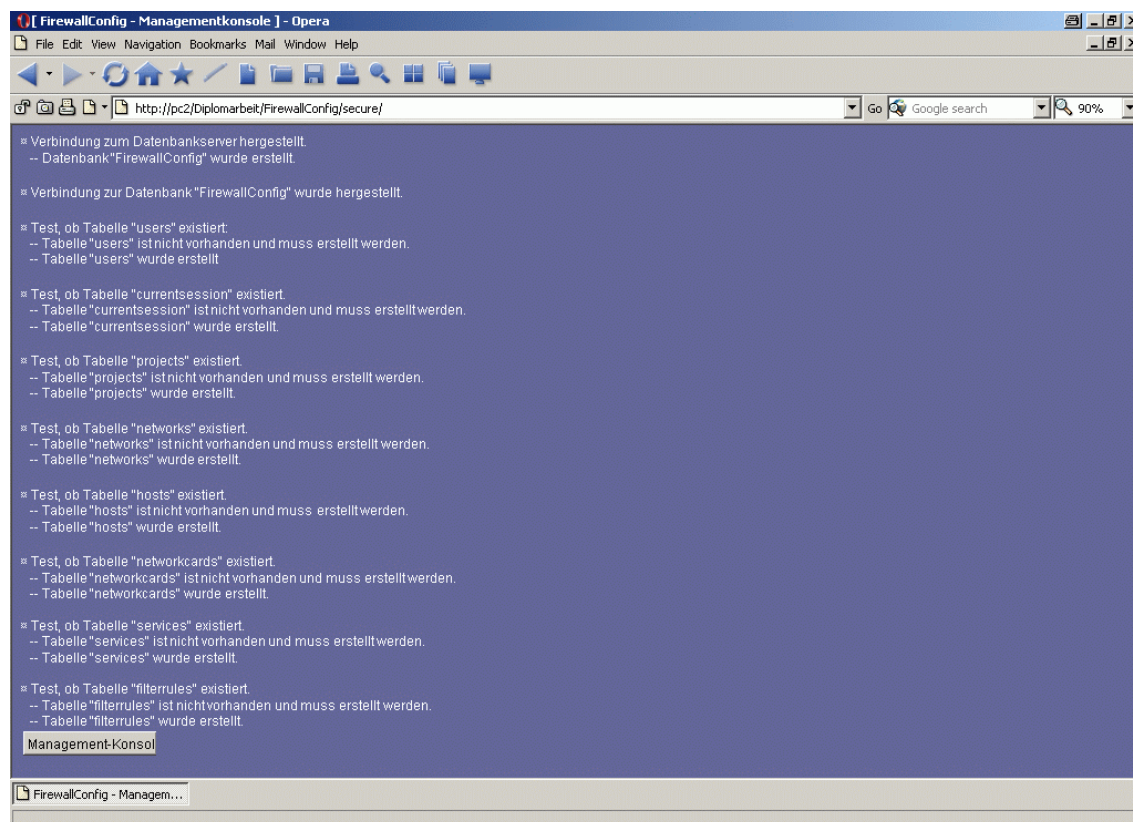 [ FirewallConfig - Managementkonsole ] - Opera
File Edit View Navigation Bookmarks Mail Window Help
http://pc2/Diplomarbeit/FirewallConfig/secure/ Go Google search 90%
¤ Verbindung zum Datenbankserver hergestellt.
-- Datenbank "FirewallConfig" wurde erstellt.
¤ Verbindung zur Datenbank "FirewallConfig" wurde hergestellt.
¤ Test, ob Tabelle "users" existiert:
-- Tabelle "users" ist nicht vorhanden und muss erstellt werden.
-- Tabelle "users" wurde erstellt
¤ Test, ob Tabelle "currentsession" existiert.
-- Tabelle "currentsession" ist nicht vorhanden und muss erstellt werden.
-- Tabelle "currentsession" wurde erstellt.
¤ Test, ob Tabelle "projects" existiert.
-- Tabelle "projects" ist nicht vorhanden und muss erstellt werden.
-- Tabelle "projects" wurde erstellt.
¤ Test, ob Tabelle "networks" existiert.
-- Tabelle "networks" ist nicht vorhanden und muss erstellt werden.
-- Tabelle "networks" wurde erstellt.
¤ Test, ob Tabelle "hosts" existiert.
-- Tabelle "hosts" ist nicht vorhanden und muss erstellt werden.
-- Tabelle "hosts" wurde erstellt.
¤ Test, ob Tabelle "networkcards" existiert.
-- Tabelle "networkcards" ist nicht vorhanden und muss erstellt werden.
-- Tabelle "networkcards" wurde erstellt.
¤ Test, ob Tabelle "services" existiert.
-- Tabelle "services" ist nicht vorhanden und muss erstellt werden.
-- Tabelle "services" wurde erstellt.
¤ Test, ob Tabelle "filterrules" existiert.
-- Tabelle "filterrules" ist nicht vorhanden und muss erstellt werden.
-- Tabelle "filterrules" wurde erstellt.
Management-Konsol
FirewallConfig - Managem...